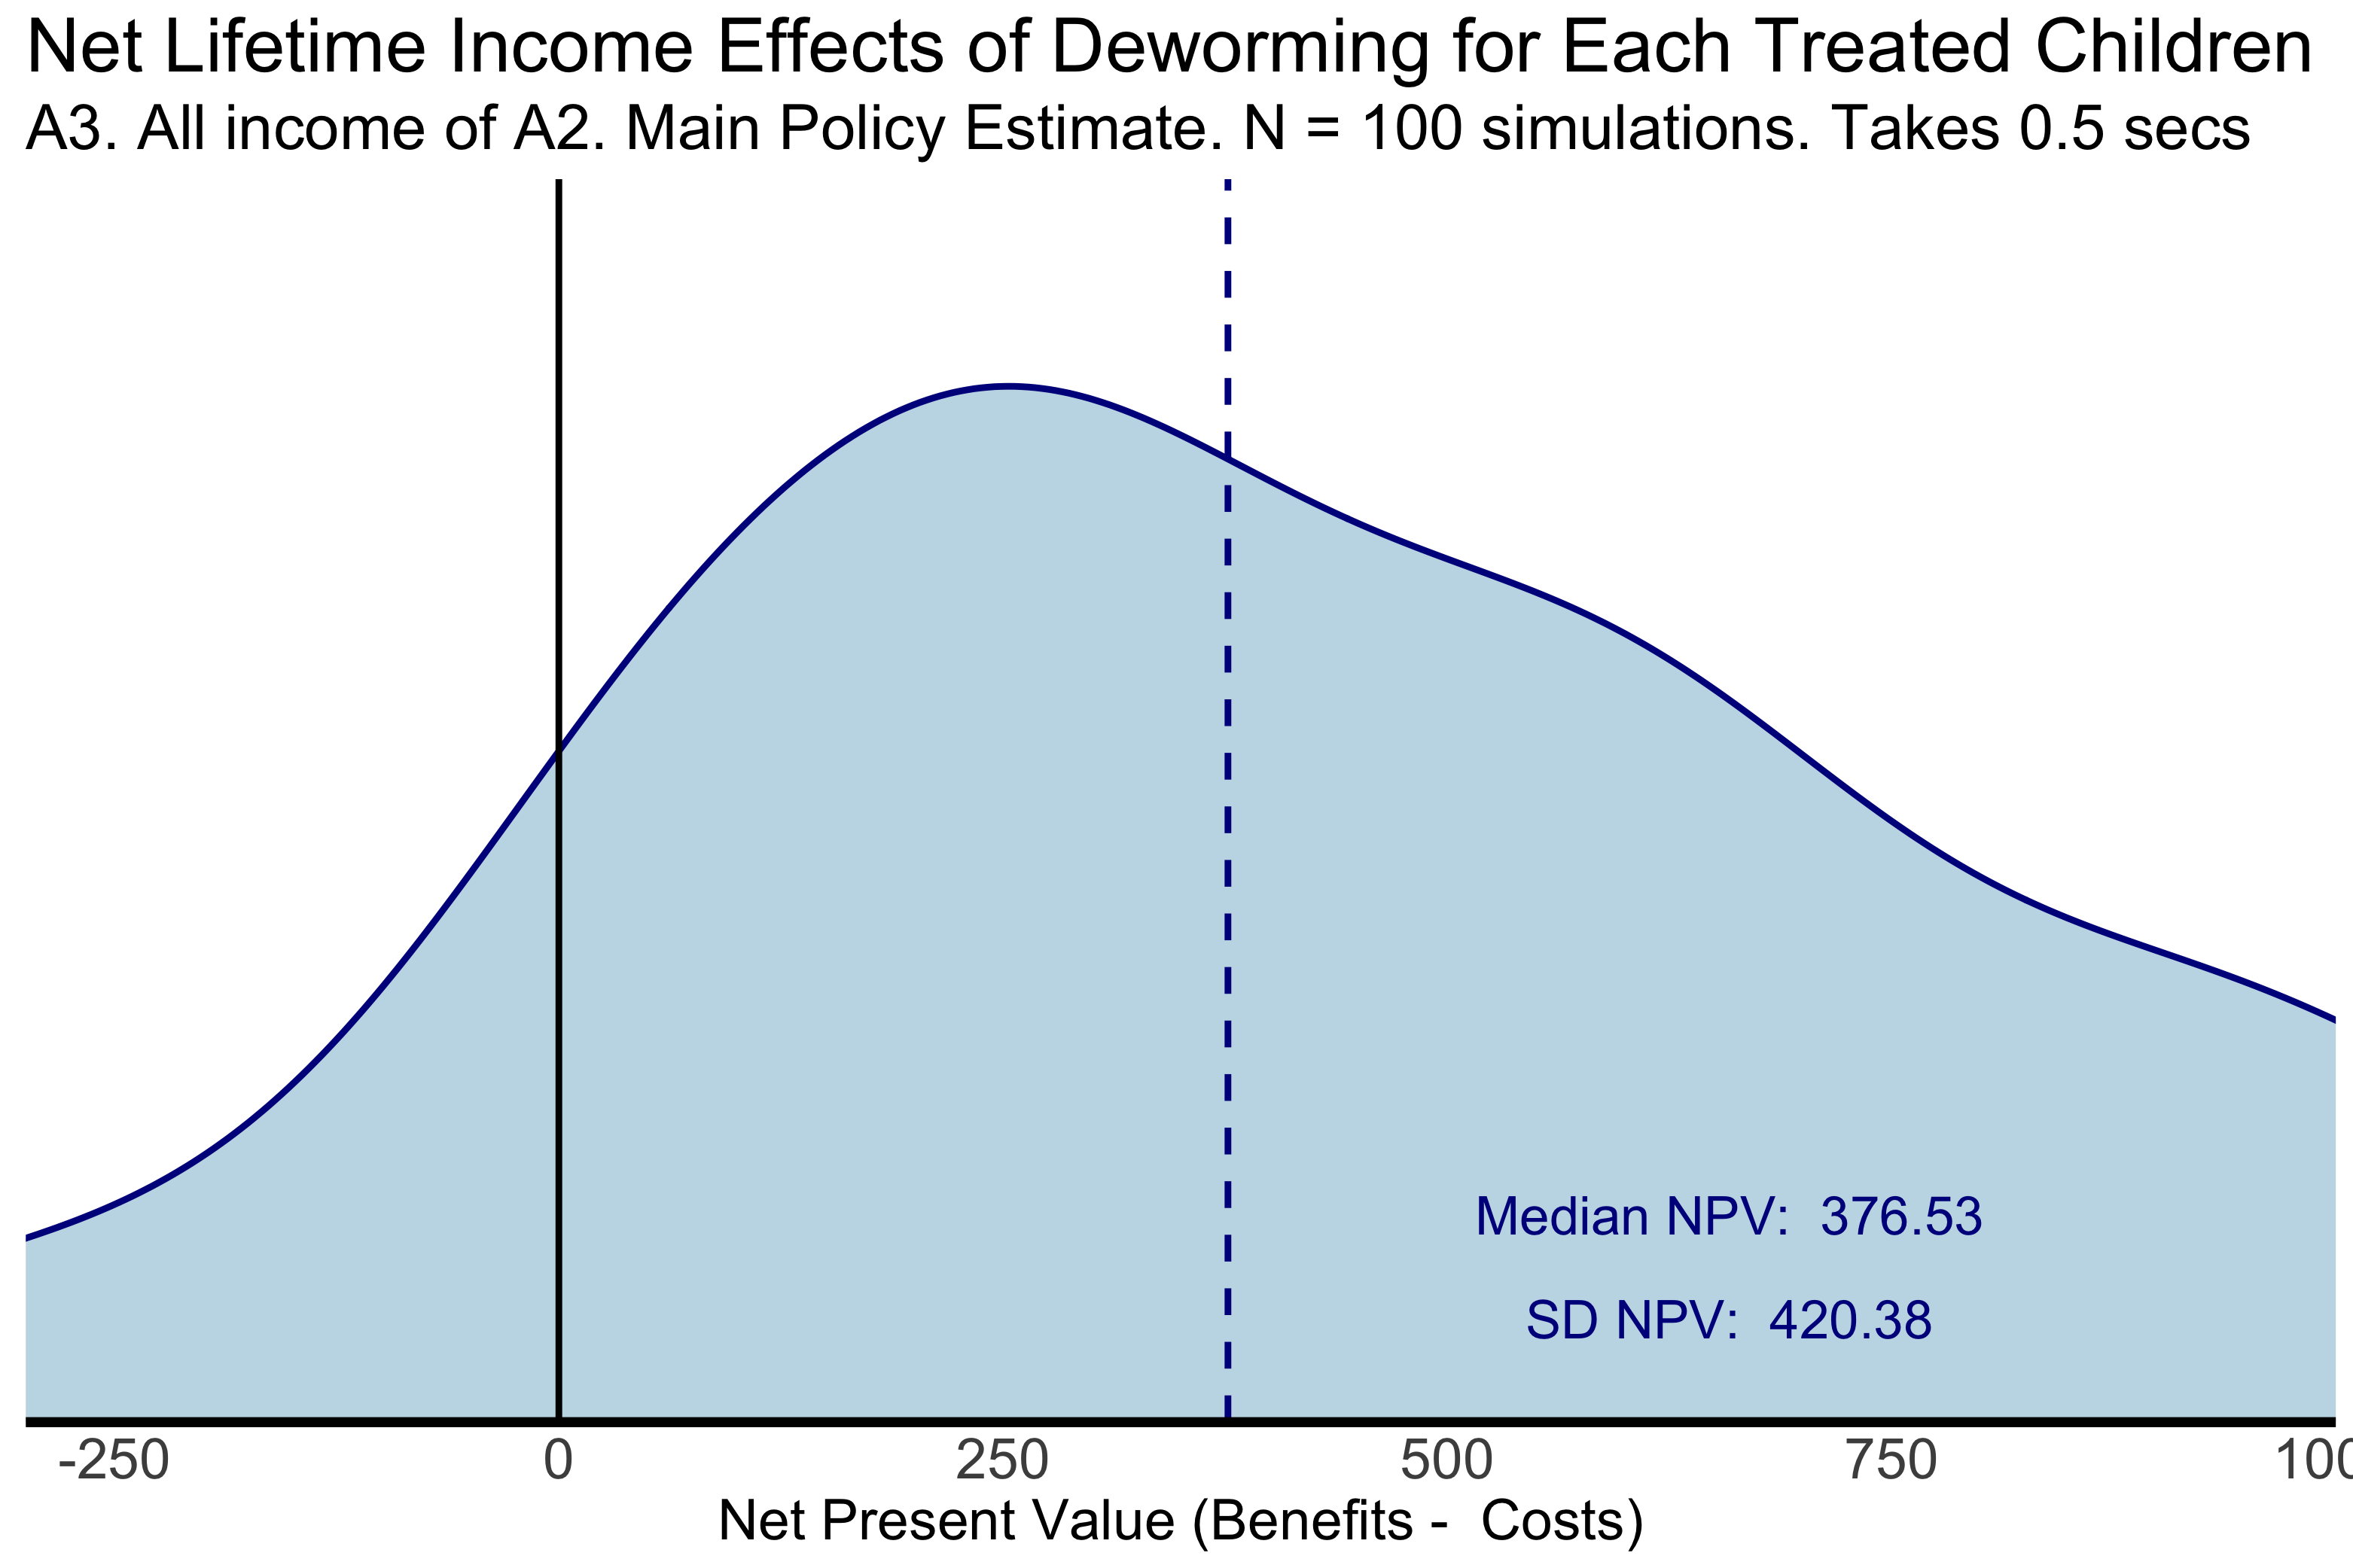 Net Lifetime Income Effects of Deworming for Each Treated Children
A3. All income of A2. Main Policy Estimate. N = 100 simulations. Takes 0.5 secs
Median NPV: 376.53
SD NPV: 420.38
-250 0 250 500 750 100
Net Present Value (Benefits - Costs)